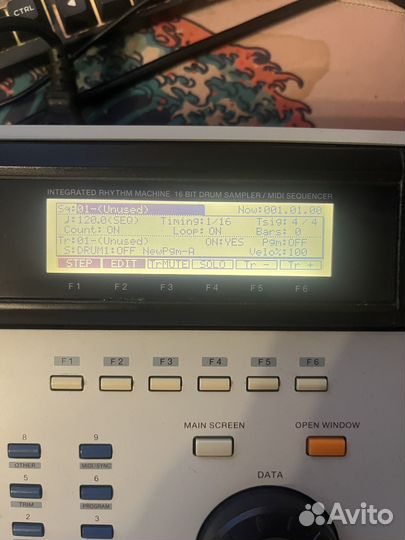 CTRL
INTEGRATED RHYTHM MACHINE 16 BIT DRUM SAMPLER / MIDI SEQUENCER
Sq:01-(Unused) Now:001.01.00
♩:120.0(SEQ) Timing:1/16 Tsig: 4/ 4
Count: ON Loop: ON Bars: 0
Tr:01-(Unused) ON:YES Pgm:OFF
S:DRUM1:OFF NewPgm-A Velo%:100
STEP EDIT TrMUTE SOLO Tr - Tr +
F1 F2 F3 F4 F5 F6
F1 F2 F3 F4 F5 F6
MAIN SCREEN OPEN WINDOW
8 9
OTHER MIDI/SYNC
DATA
5 6
TRIM PROGRAM
2 3
Avito